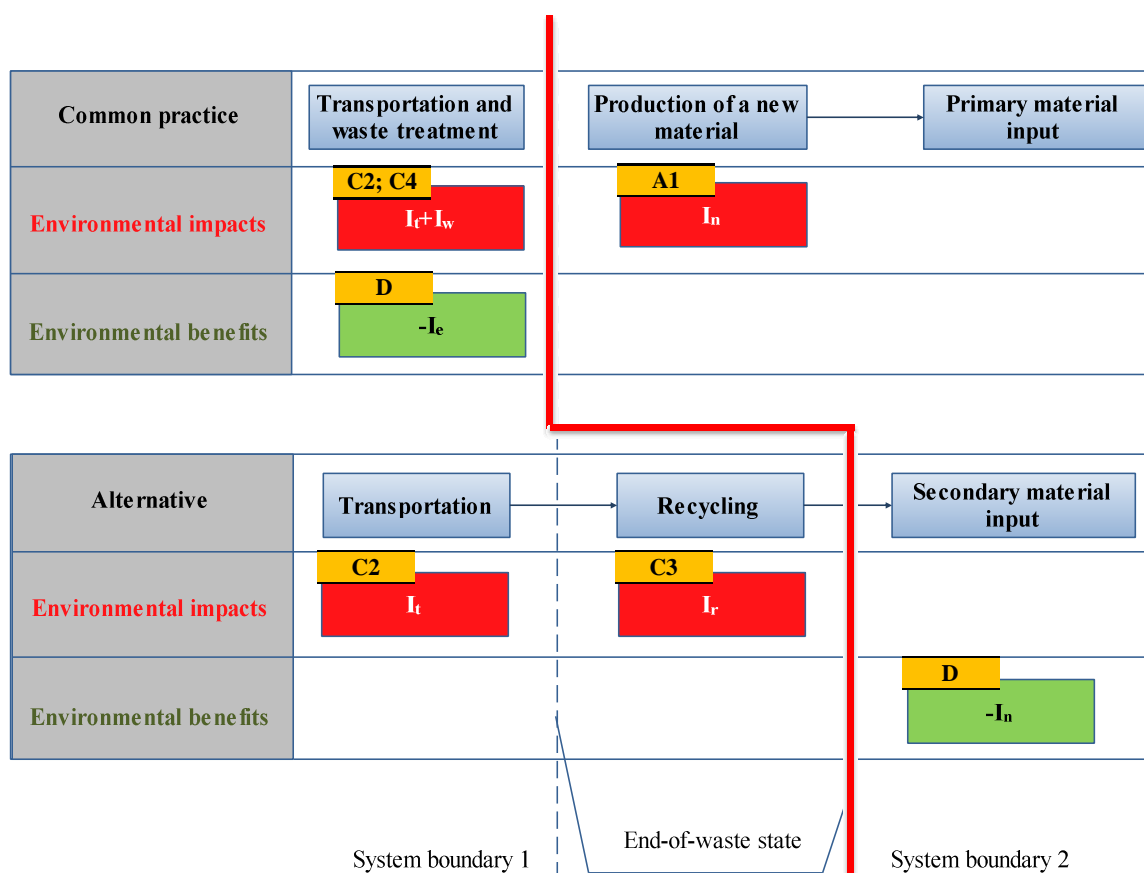 Common practice
Transportation and
waste treatment
Production of a new
material
Primary material
input
Environmental impacts
C2; C4
It+Iw
A1
In
Environmental benefits
D
-Ie
Alternative
Transportation
Recycling
Secondary material
input
Environmental impacts
C2
It
C3
Ir
Environmental benefits
D
-In
System boundary 1
End-of-waste state
System boundary 2